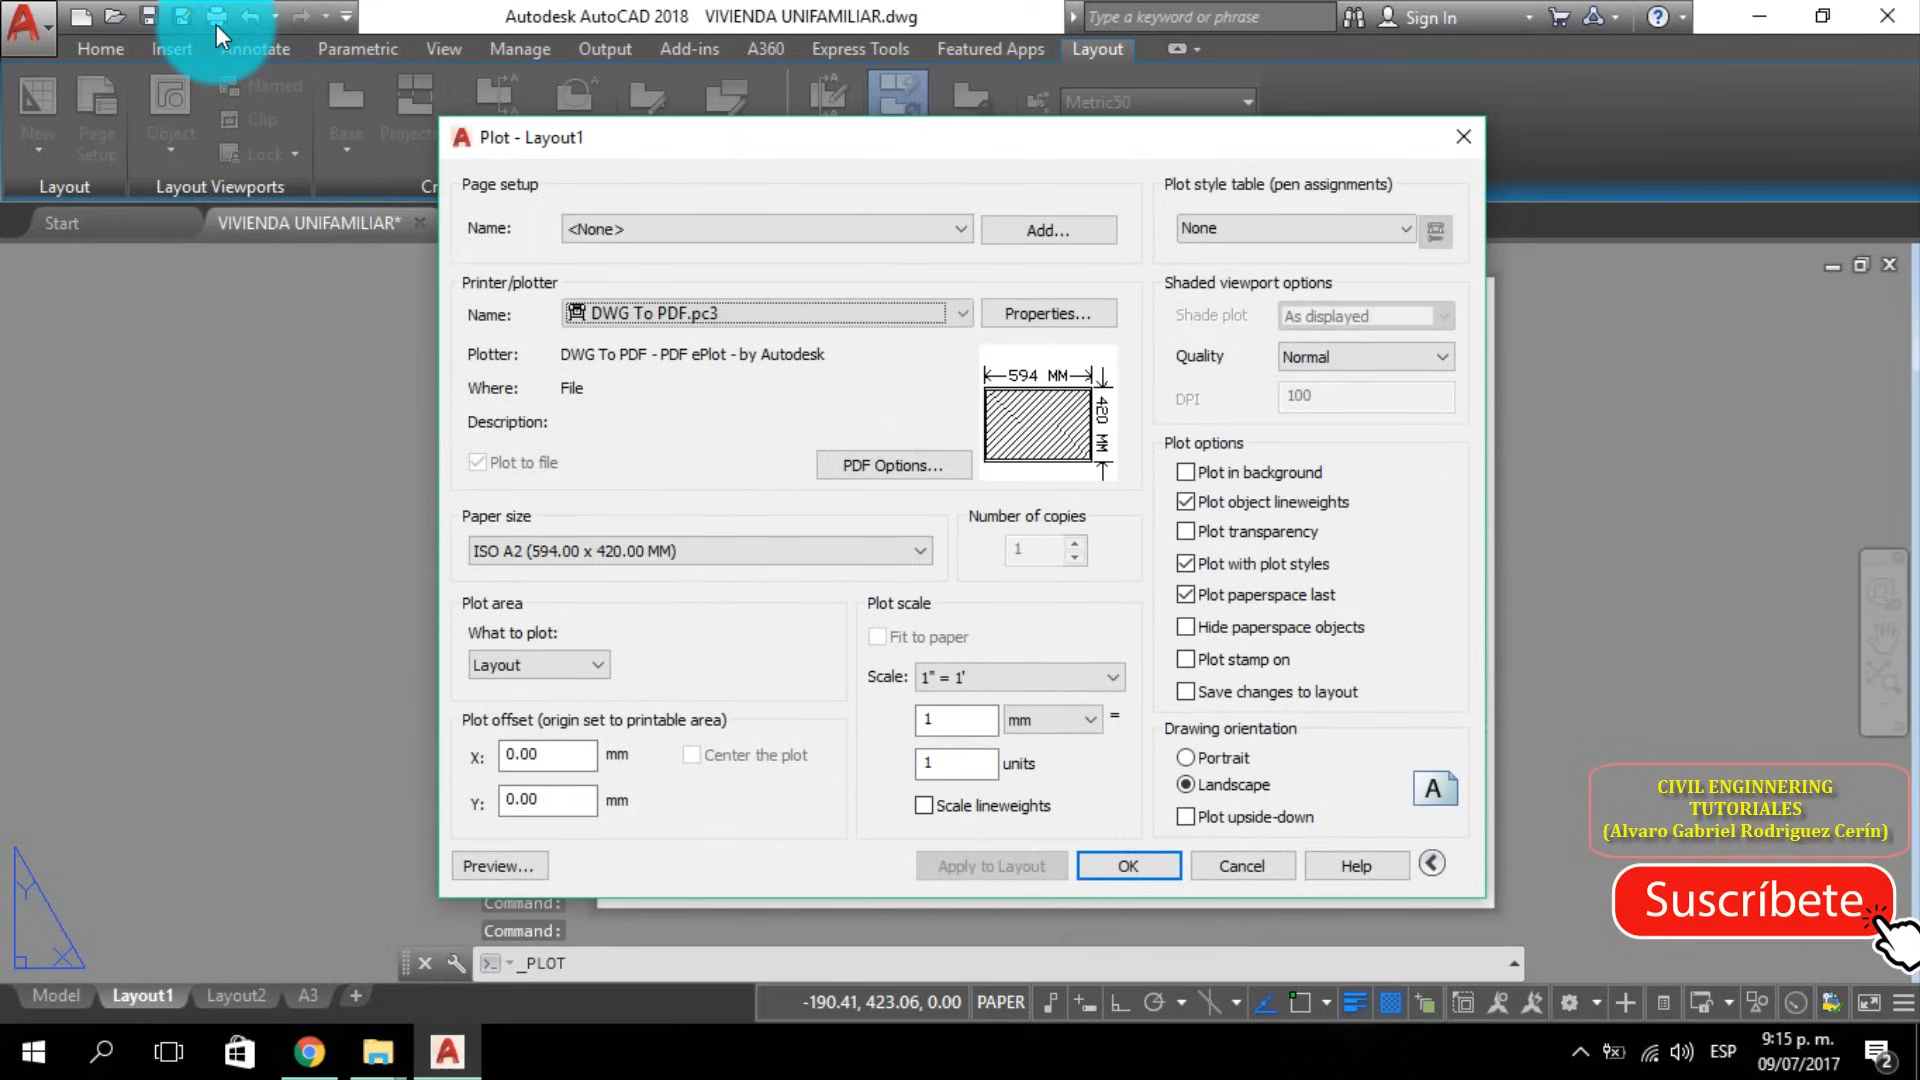 Autodesk AutoCAD 2018 VIVIENDA UNIFAMILIAR.dwg
Type a keyword or phrase
Sign In
Home Insert Annotate Parametric View Manage Output Add-ins A360 Express Tools Featured Apps Layout
New
Page
Setup
Object
Named
Clip
Lock
Base
Metric50
Layout
Layout Viewports
Start
VIVIENDA UNIFAMILIAR*
Plot - Layout1
Page setup
Name: <None>
Add...
Printer/plotter
Name: DWG To PDF.pc3
Properties...
Plotter: DWG To PDF - PDF ePlot - by Autodesk
Where: File
Description:
Plot to file
PDF Options...
594 MM
420 MM
Paper size
ISO A2 (594.00 x 420.00 MM)
Number of copies
1
Plot area
What to plot:
Layout
Plot scale
Fit to paper
Scale: 1" = 1'
1 mm =
1 units
Scale lineweights
Plot offset (origin set to printable area)
X: 0.00 mm
Center the plot
Y: 0.00 mm
Plot style table (pen assignments)
None
Shaded viewport options
Shade plot As displayed
Quality Normal
DPI 100
Plot options
Plot in background
Plot object lineweights
Plot transparency
Plot with plot styles
Plot paperspace last
Hide paperspace objects
Plot stamp on
Save changes to layout
Drawing orientation
Portrait
Landscape
Plot upside-down
A
Preview...
Apply to Layout
OK
Cancel
Help
Command:
Command:
_PLOT
CIVIL ENGINNERING
TUTORIALES
(Alvaro Gabriel Rodriguez Cerín)
Suscríbete
Y
X
Model Layout1 Layout2 A3 +
-190.41, 423.06, 0.00 PAPER
ESP
9:15 p. m.
09/07/2017
2